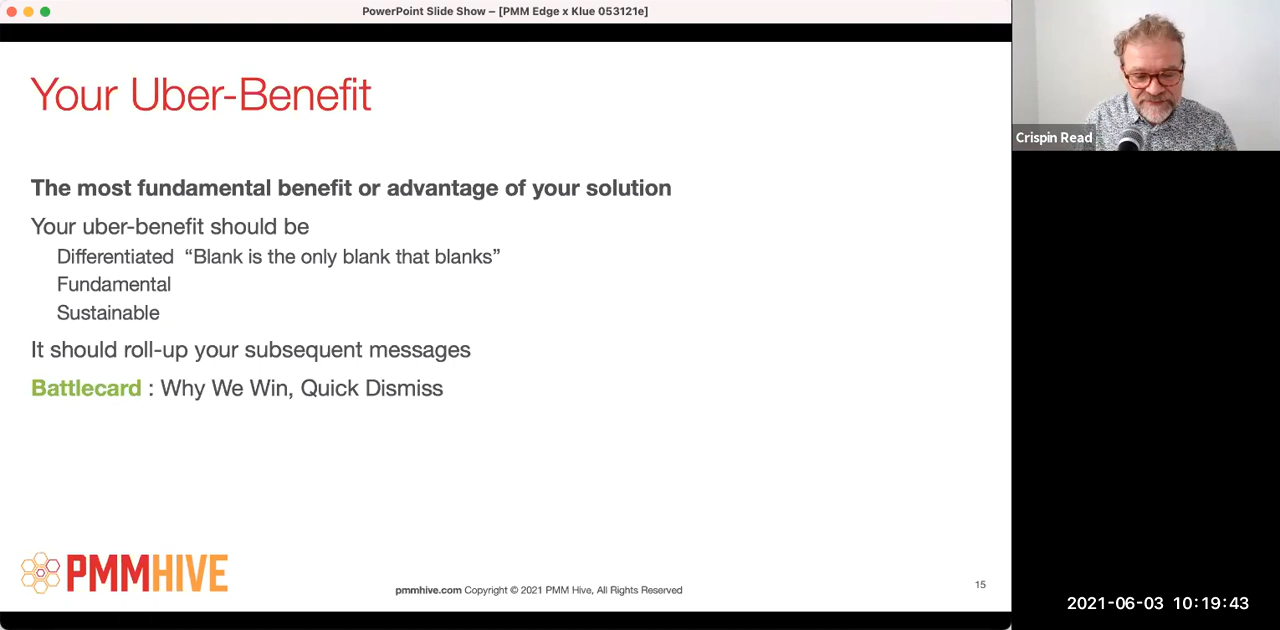 PowerPoint Slide Show – [PMM Edge x Klue 053121e]
Your Uber-Benefit
The most fundamental benefit or advantage of your solution
Your uber-benefit should be
Differentiated “Blank is the only blank that blanks”
Fundamental
Sustainable
It should roll-up your subsequent messages
Battlecard : Why We Win, Quick Dismiss
PMMHIVE
pmmhive.com Copyright © 2021 PMM Hive, All Rights Reserved
15
Crispin Read
2021-06-03 10:19:43